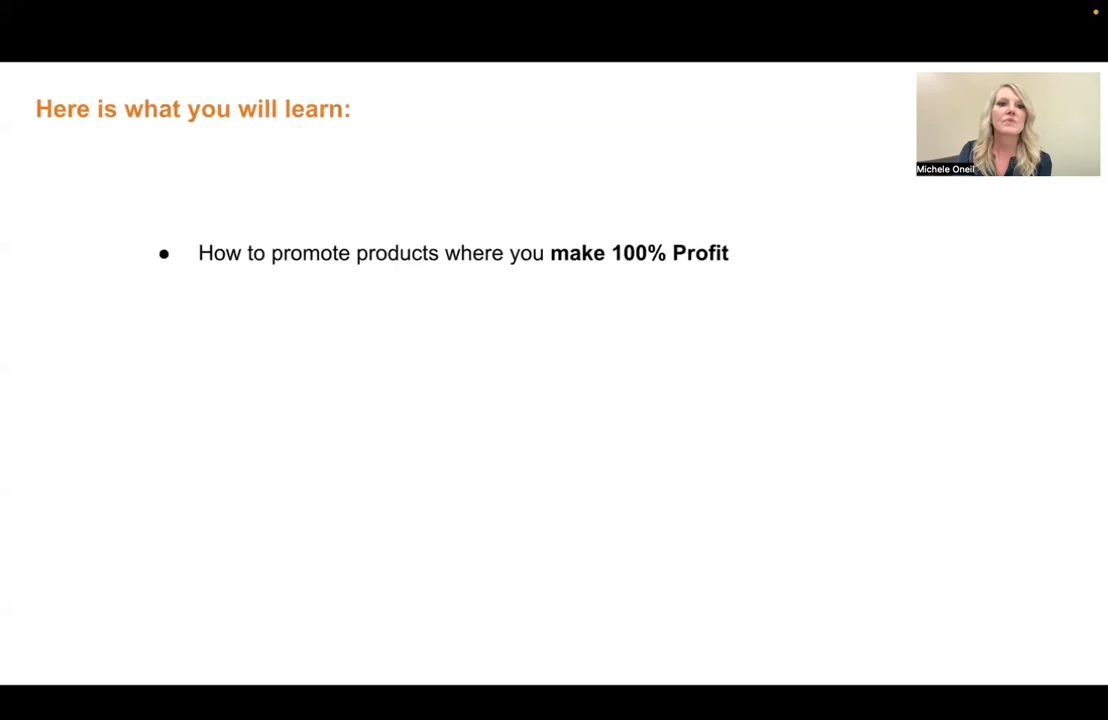 Here is what you will learn:
Michele Oneil
● How to promote products where you make 100% Profit